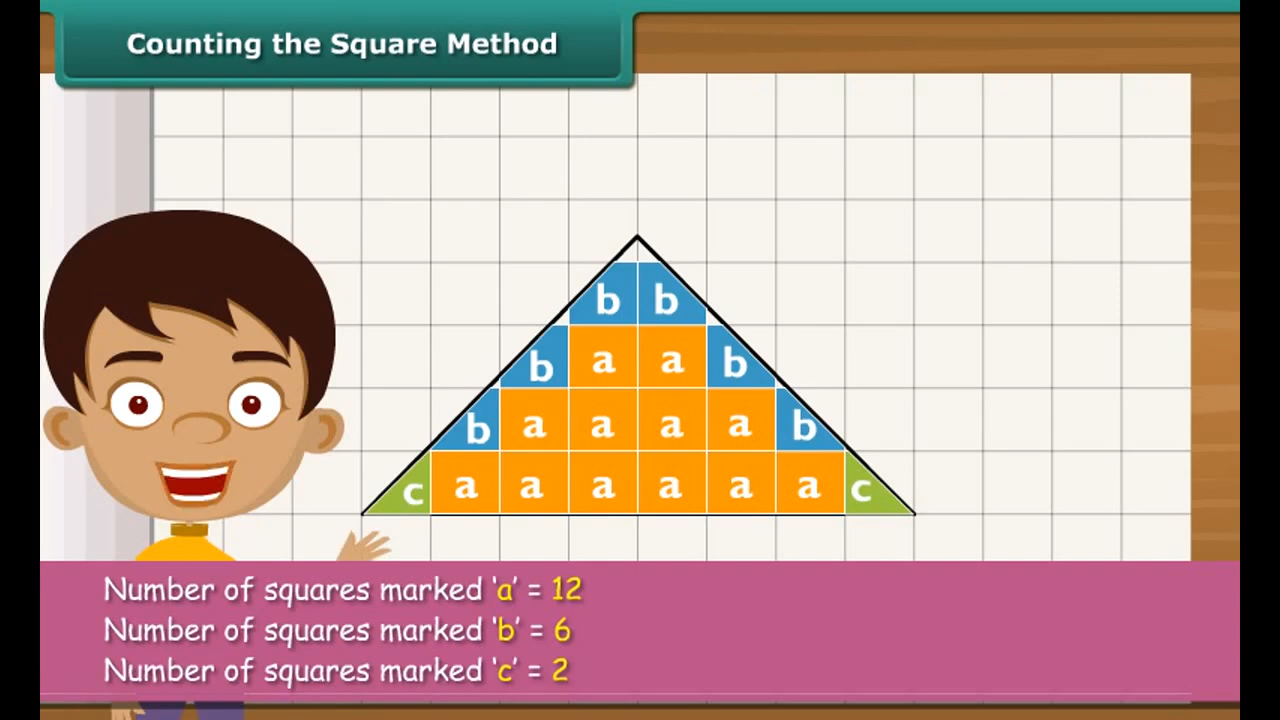 Counting the Square Method
b b
b a a b
b a a a a b
c a a a a a a c
Number of squares marked 'a' = 12
Number of squares marked 'b' = 6
Number of squares marked 'c' = 2